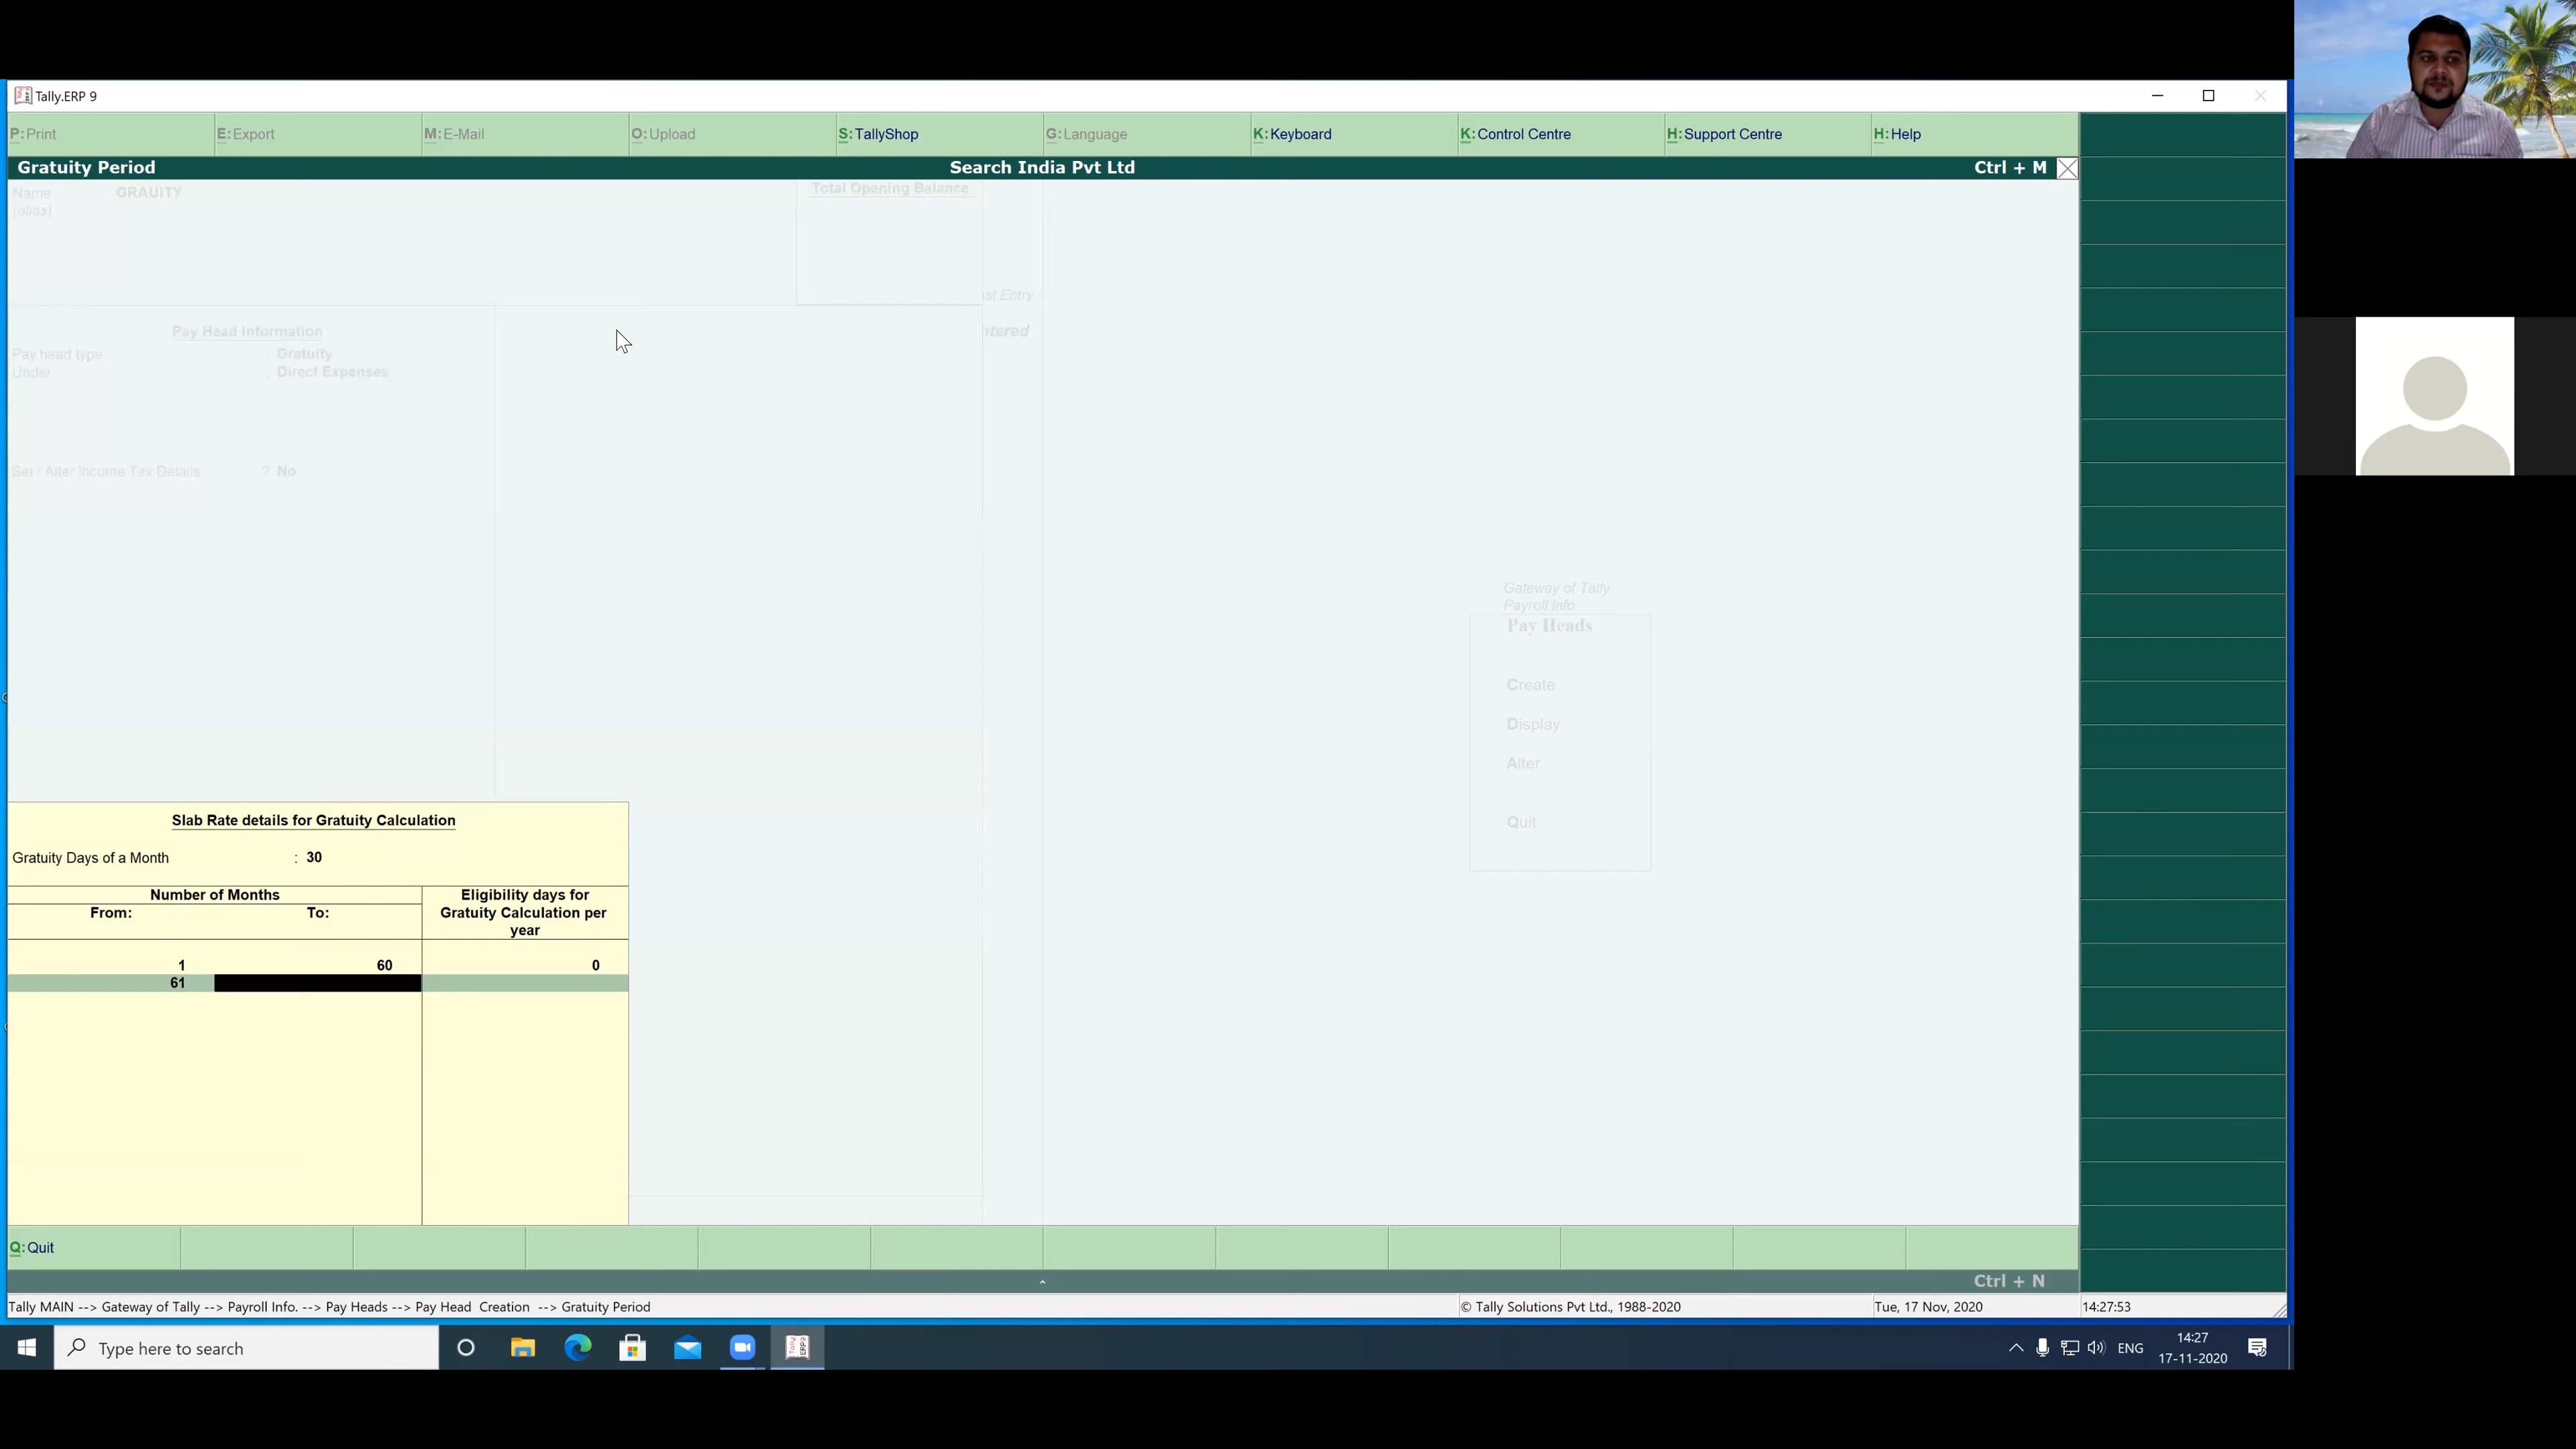 Tally.ERP 9
P: Print
E: Export
M: E-Mail
O: Upload
S: TallyShop
G: Language
K: Keyboard
K: Control Centre
H: Support Centre
H: Help
Gratuity Period
Search India Pvt Ltd
Ctrl + M
Name GRAUITY
(alias)
Total Opening Balance
Entry
Pay Head Information
Pay head type : Gratuity
Under : Direct Expenses
Set / Alter Income Tax Details ? No
Gateway of Tally
Payroll Info.
Pay Heads
Create
Display
Alter
Quit
Slab Rate details for Gratuity Calculation
Gratuity Days of a Month : 30
Number of Months
From: To:
Eligibility days for
Gratuity Calculation per
year
1 60 0
61
Q: Quit
Ctrl + N
Tally MAIN --> Gateway of Tally --> Payroll Info. --> Pay Heads --> Pay Head Creation --> Gratuity Period
© Tally Solutions Pvt Ltd., 1988-2020
Tue, 17 Nov, 2020
14:27:53
Type here to search
Tally
ERP9
ENG
14:27
17-11-2020